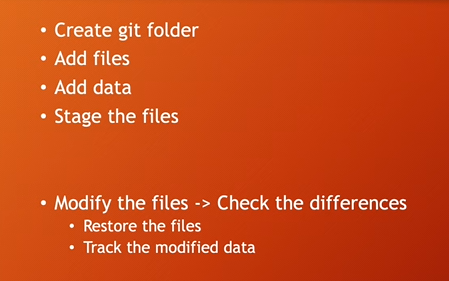 • Create git folder
• Add files
• Add data
• Stage the files
• Modify the files -> Check the differences
• Restore the files
• Track the modified data